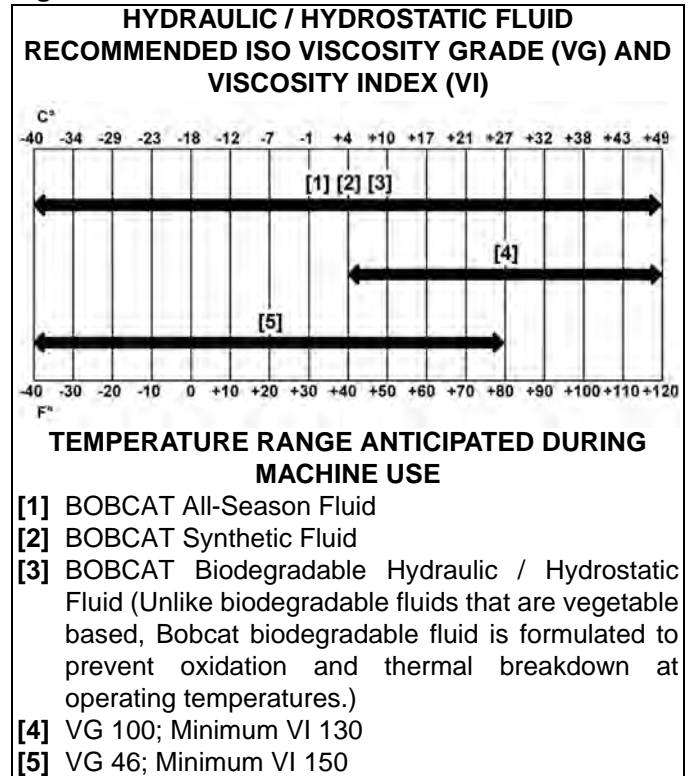 HYDRAULIC / HYDROSTATIC FLUID
RECOMMENDED ISO VISCOSITY GRADE (VG) AND
VISCOSITY INDEX (VI)
C°
-40 -34 -29 -23 -18 -12 -7 -1 +4 +10 +17 +21 +27 +32 +38 +43 +49
[1] [2] [3]
[4]
[5]
-40 -30 -20 -10 0 +10 +20 +30 +40 +50 +60 +70 +80 +90 +100 +110 +120
F°
TEMPERATURE RANGE ANTICIPATED DURING
MACHINE USE
[1] BOBCAT All-Season Fluid
[2] BOBCAT Synthetic Fluid
[3] BOBCAT Biodegradable Hydraulic / Hydrostatic
Fluid (Unlike biodegradable fluids that are vegetable
based, Bobcat biodegradable fluid is formulated to
prevent oxidation and thermal breakdown at
operating temperatures.)
[4] VG 100; Minimum VI 130
[5] VG 46; Minimum VI 150